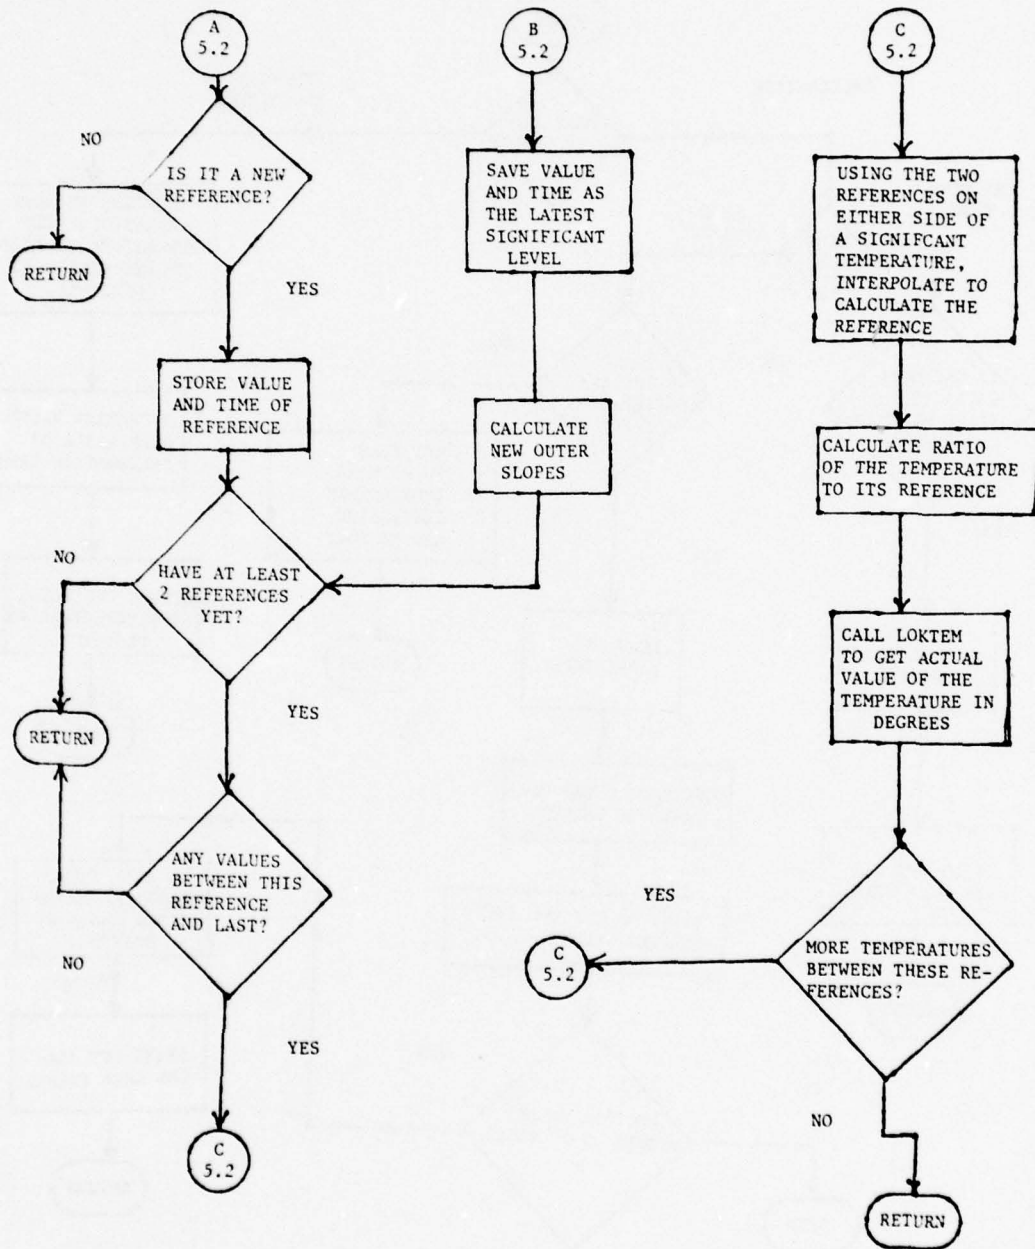 A
5.2
NO
IS IT A NEW
REFERENCE?
RETURN
YES
STORE VALUE
AND TIME OF
REFERENCE
NO
HAVE AT LEAST
2 REFERENCES
YET?
RETURN
YES
ANY VALUES
BETWEEN THIS
REFERENCE
AND LAST?
NO
YES
C
5.2
B
5.2
SAVE VALUE
AND TIME AS
THE LATEST
SIGNIFICANT
LEVEL
CALCULATE
NEW OUTER
SLOPES
C
5.2
USING THE TWO
REFERENCES ON
EITHER SIDE OF
A SIGNIFCANT
TEMPERATURE,
INTERPOLATE TO
CALCULATE THE
REFERENCE
CALCULATE RATIO
OF THE TEMPERATURE
TO ITS REFERENCE
CALL LOKTEM
TO GET ACTUAL
VALUE OF THE
TEMPERATURE IN
DEGREES
YES
C
5.2
MORE TEMPERATURES
BETWEEN THESE RE-
FERENCES?
NO
RETURN